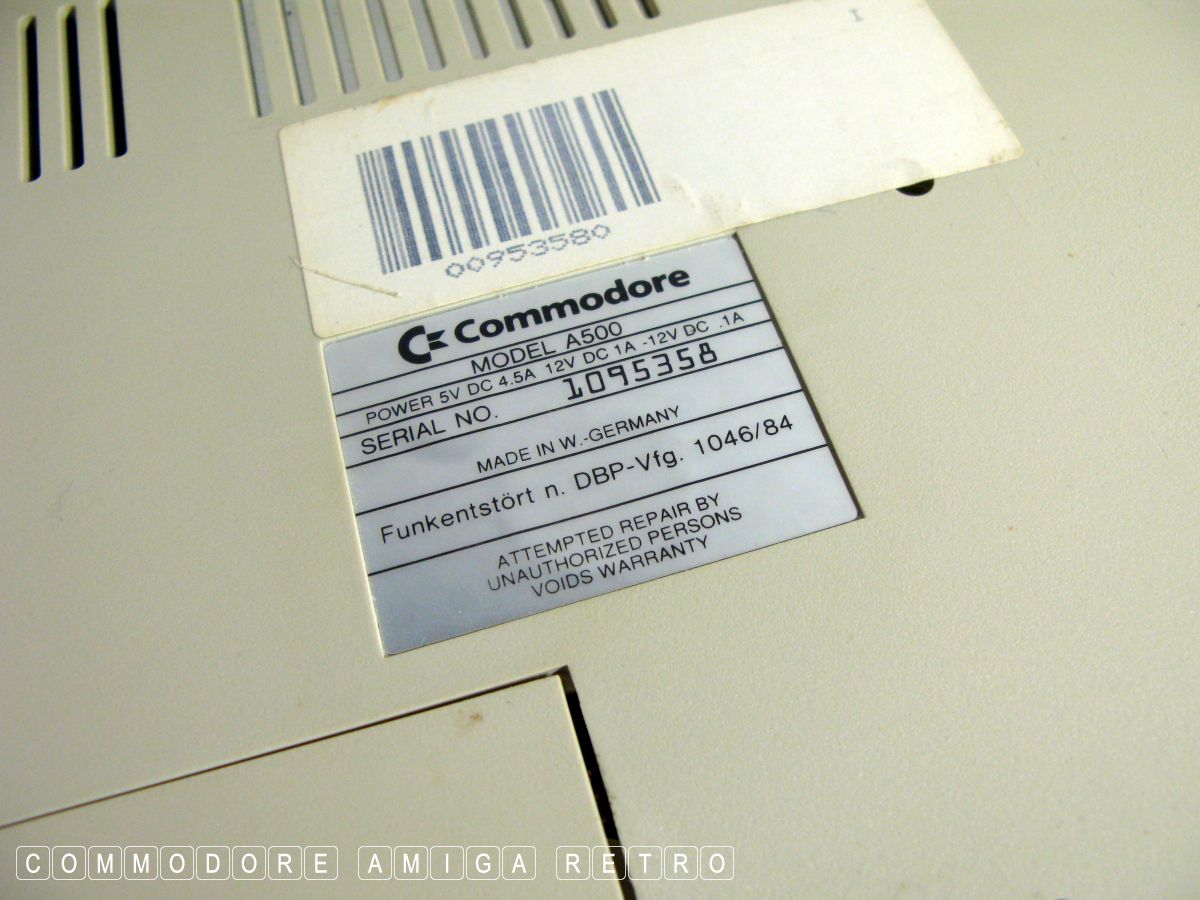 I
00953580
Commodore
MODEL A500
POWER 5V DC 4.5A 12V DC 1A -12V DC .1A
SERIAL NO. 1095358
MADE IN W.-GERMANY
Funkentstört n. DBP-Vfg. 1046/84
ATTEMPTED REPAIR BY
UNAUTHORIZED PERSONS
VOIDS WARRANTY
COMMODORE AMIGA RETRO